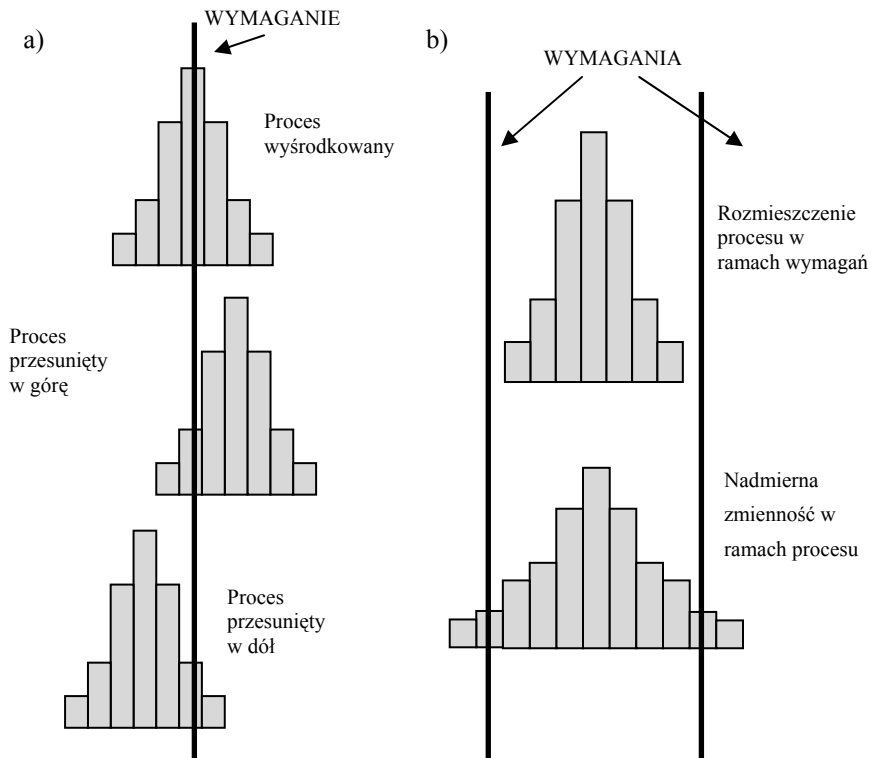 a)
WYMAGANIE
Proces
wyśrodkowany
Proces
przesunięty
w górę
Proces
przesunięty
w dół
b)
WYMAGANIA
Rozmieszczenie
procesu w
ramach wymagań
Nadmierna
zmienność w
ramach procesu